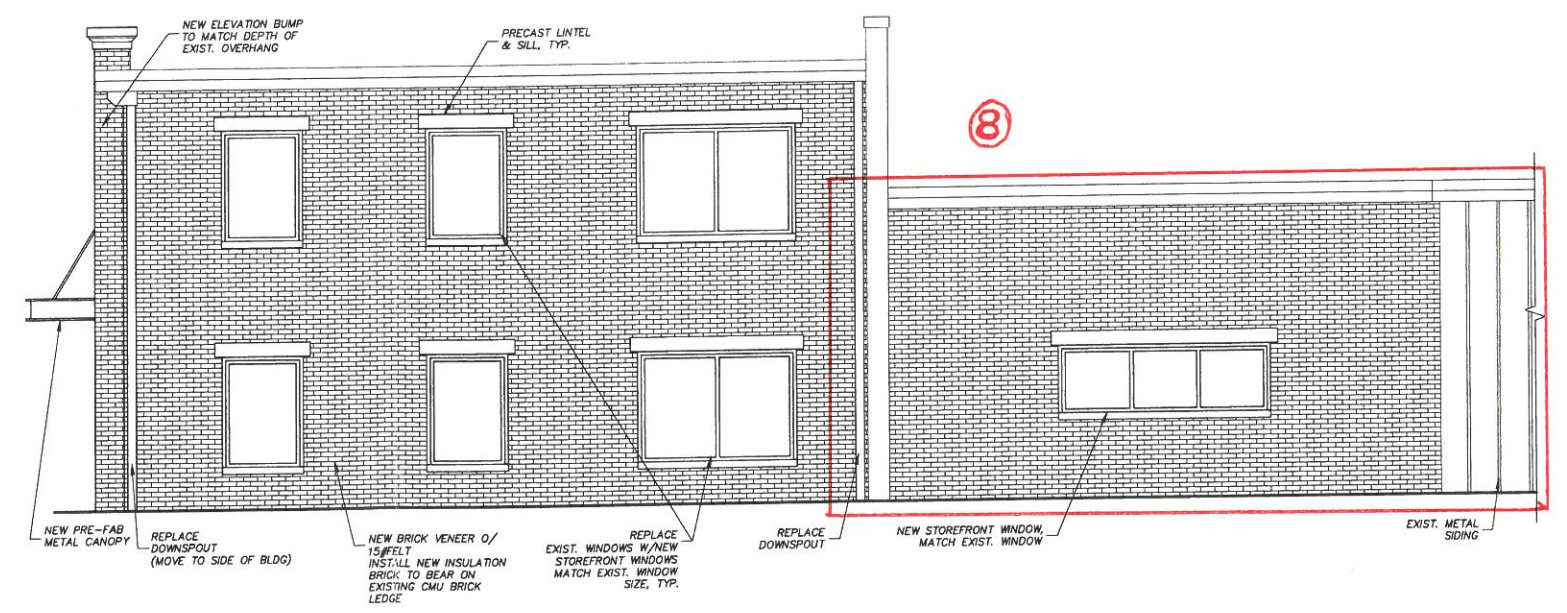 NEW ELEVATION BUMP
TO MATCH DEPTH OF
EXIST. OVERHANG
PRECAST LINTEL
& SILL, TYP.
8
NEW PRE-FAB
METAL CANOPY
REPLACE
DOWNSPOUT
(MOVE TO SIDE OF BLDG)
NEW BRICK VENEER O/
15#FELT
INSTALL NEW INSULATION
BRICK TO BEAR ON
EXISTING CMU BRICK
LEDGE
REPLACE
EXIST. WINDOWS W/NEW
STOREFRONT WINDOWS
MATCH EXIST. WINDOW
SIZE, TYP.
REPLACE
DOWNSPOUT
NEW STOREFRONT WINDOW,
MATCH EXIST. WINDOW
EXIST. METAL
SIDING